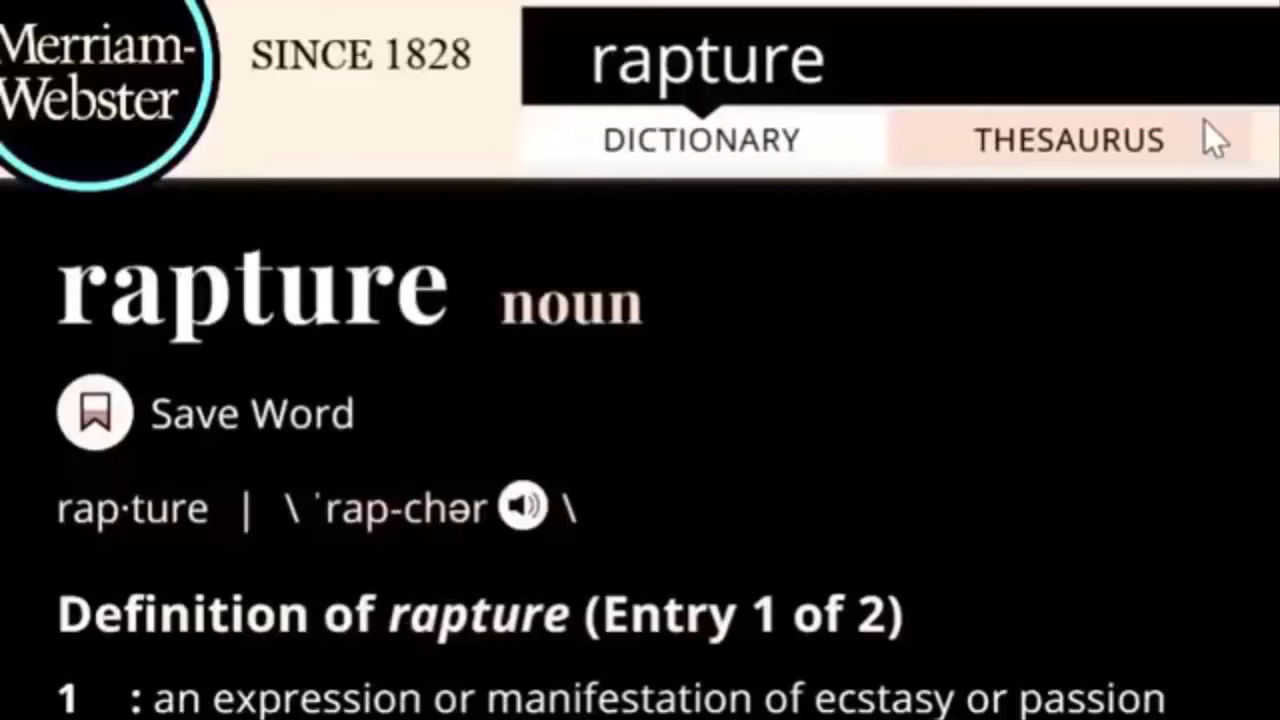 Merriam-
Webster
SINCE 1828
rapture
DICTIONARY
THESAURUS
rapture noun
Save Word
rap·ture | \ ˈrap-chər \
Definition of rapture (Entry 1 of 2)
1 : an expression or manifestation of ecstasy or passion